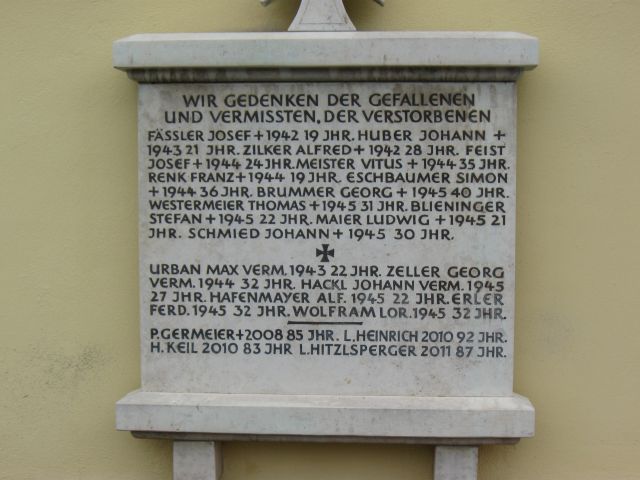 WIR GEDENKEN DER GEFALLENEN
UND VERMISSTEN, DER VERSTORBENEN
FÄSSLER JOSEF + 1942 19 JHR. HUBER JOHANN +
1943 21 JHR. ZILKER ALFRED + 1942 28 JHR. FEIST
JOSEF + 1944 24 JHR. MEISTER VITUS + 1944 35 JHR.
RENK FRANZ + 1944 19 JHR. ESCHBAUMER SIMON
+ 1944 36 JHR. BRUMMER GEORG + 1945 40 JHR.
WESTERMEIER THOMAS + 1945 31 JHR. BLIENINGER
STEFAN + 1945 22 JHR. MAIER LUDWIG + 1945 21
JHR. SCHMIED JOHANN + 1945 30 JHR.
URBAN MAX VERM. 1943 22 JHR. ZELLER GEORG
VERM. 1944 32 JHR. HACKL JOHANN VERM. 1945
27 JHR. HAFENMAYER ALF. 1945 22 JHR. ERLER
FERD. 1945 32 JHR. WOLFRAM LOR. 1945 32 JHR.
P. GERMEIER + 2008 85 JHR. L. HEINRICH 2010 92 JHR.
H. KEIL 2010 83 JHR L. HITZLSPERGER 2011 87 JHR.